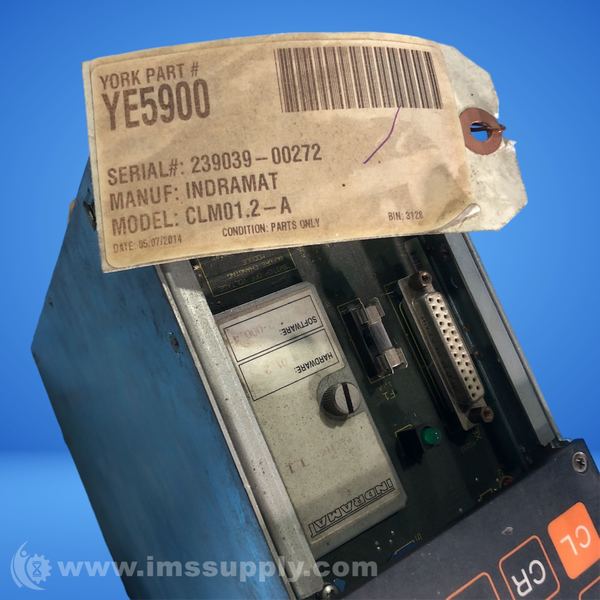 YORK PART #
YE5900
SERIAL#: 239039-00272
MANUF: INDRAMAT
MODEL: CLM01.2-A
CONDITION: PARTS ONLY
BIN: 3128
DATE: 05/07/2014
SOFTWARE:
HARDWARE:
F1
INDRAMAT
CL
CR
www.imssupply.com